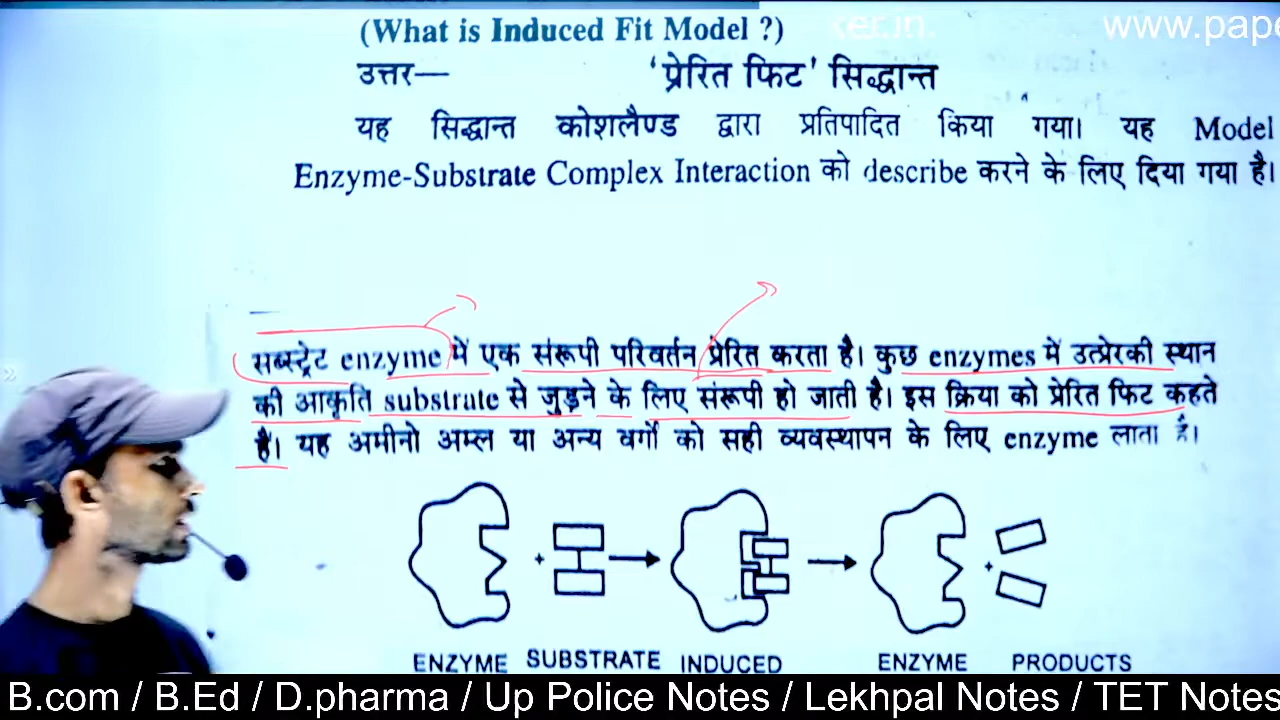 (What is Induced Fit Model ?)
ker.in.
www.pape
उत्तर— 'प्रेरित फिट' सिद्धान्त
यह सिद्धान्त कोशलैण्ड द्वारा प्रतिपादित किया गया। यह Model
Enzyme-Substrate Complex Interaction को describe करने के लिए दिया गया है।
सब्स्ट्रेट enzyme में एक संरूपी परिवर्तन प्रेरित करता है। कुछ enzymes में उत्प्रेरकी स्थान
की आकृति substrate से जुड़ने के लिए संरूपी हो जाती है। इस क्रिया को प्रेरित फिट कहते
है। यह अमीनो अम्ल या अन्य वर्गों को सही व्यवस्थापन के लिए enzyme लाता है।
+ +
ENZYME SUBSTRATE INDUCED ENZYME PRODUCTS
B.com / B.Ed / D.pharma / Up Police Notes / Lekhpal Notes / TET Notes